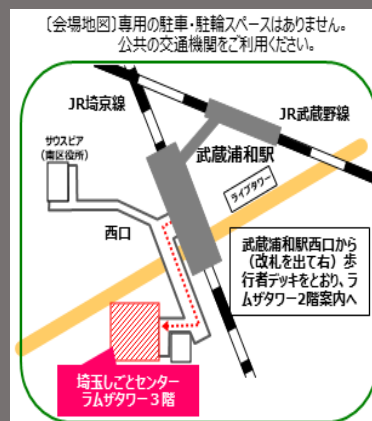 〔会場地図〕専用の駐車・駐輪スペースはありません。
公共の交通機関をご利用ください。
JR埼京線
JR武蔵野線
サウスピア
(南区役所)
武蔵浦和駅
ライブタワー
西口
武蔵浦和駅西口から
(改札を出て右)歩
行者デッキをとおり、ラ
ムザタワー2階案内へ
埼玉しごとセンター
ラムザタワー3階